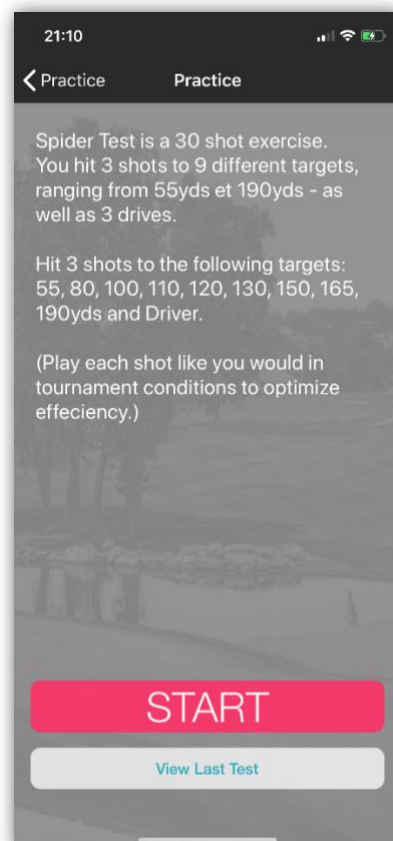 21:10
Practice
Practice
Spider Test is a 30 shot exercise.
You hit 3 shots to 9 different targets,
ranging from 55yds et 190yds - as
well as 3 drives.
Hit 3 shots to the following targets:
55, 80, 100, 110, 120, 130, 150, 165,
190yds and Driver.
(Play each shot like you would in
tournament conditions to optimize
effeciency.)
START
View Last Test